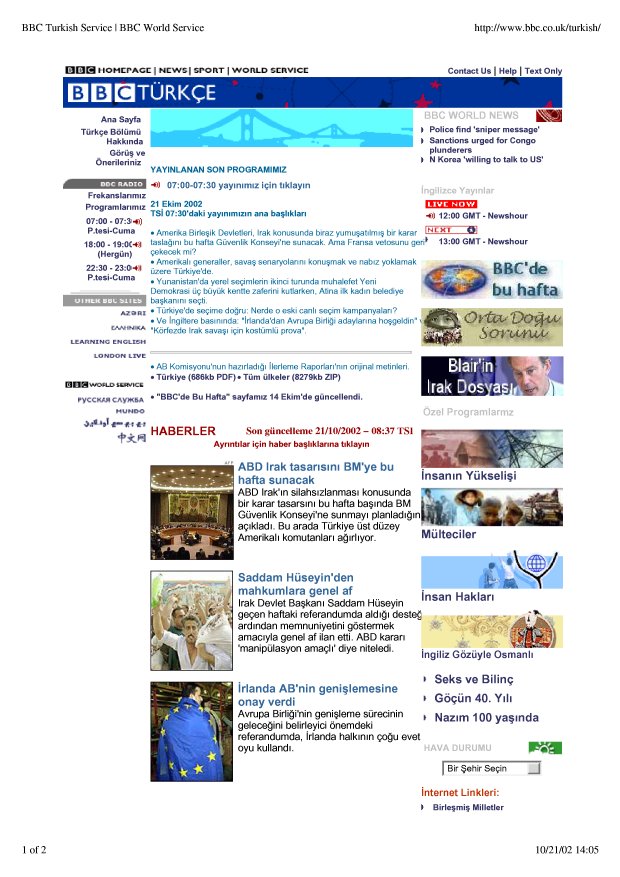 BBC Turkish Service | BBC World Service
http://www.bbc.co.uk/turkish/
BBC HOMEPAGE | NEWS | SPORT | WORLD SERVICE
Contact Us | Help | Text Only
BBC TÜRKÇE
Ana Sayfa
Türkçe Bölümü
Hakkında
Görüş ve
Önerileriniz
BBC RADIO
Frekanslarımız
Programlarımız
07:00 - 07:3
P.tesi-Cuma
18:00 - 19:00
(Hergün)
22:30 - 23:0
P.tesi-Cuma
OTHER BBC SITES
AZƏRI
ΕΛΛΗΝΙΚΑ
LEARNING ENGLISH
LONDON LIVE
BBC WORLD SERVICE
РУССКАЯ СЛУЖБА
MUNDO
中文网
YAYINLANAN SON PROGRAMIMIZ
07:00-07:30 yayınımız için tıklayın
21 Ekim 2002
TSİ 07:30'daki yayınımızın ana başlıkları
• Amerika Birleşik Devletleri, Irak konusunda biraz yumuşatılmış bir karar
taslağını bu hafta Güvenlik Konseyi'ne sunacak. Ama Fransa vetosunu geri
çekecek mi?
• Amerikalı generaller, savaş senaryolarını konuşmak ve nabız yoklamak
üzere Türkiye'de.
• Yunanistan'da yerel seçimlerin ikinci turunda muhalefet Yeni
Demokrasi üç büyük kentte zaferini kutlarken, Atina ilk kadın belediye
başkanını seçti.
• Türkiye'de seçime doğru: Nerde o eski canlı seçim kampanyaları?
• Ve İngiltere basınında: "İrlanda'dan Avrupa Birliği adaylarına hoşgeldin" v
"Körfezde Irak savaşı için kostümlü prova".
• AB Komisyonu'nun hazırladığı İlerleme Raporları'nın orijinal metinleri.
• Türkiye (686kb PDF) • Tüm ülkeler (8279kb ZIP)
• "BBC'de Bu Hafta" sayfamız 14 Ekim'de güncellendi.
HABERLER
Son güncelleme 21/10/2002 – 08:37 TSI
Ayrıntılar için haber başlıklarına tıklayın
AFP
ABD Irak tasarısını BM'ye bu
hafta sunacak
ABD Irak'ın silahsızlanması konusunda
bir karar tasarısını bu hafta başında BM
Güvenlik Konseyi'ne sunmayı planladığın
açıkladı. Bu arada Türkiye üst düzey
Amerikalı komutanları ağırlıyor.
Saddam Hüseyin'den
mahkumlara genel af
Irak Devlet Başkanı Saddam Hüseyin
geçen haftaki referandumda aldığı desteğ
ardından memnuniyetini göstermek
amacıyla genel af ilan etti. ABD kararı
'manipülasyon amaçlı' diye niteledi.
İrlanda AB'nin genişlemesine
onay verdi
Avrupa Birliği'nin genişleme sürecinin
geleceğini belirleyici önemdeki
referandumda, İrlanda halkının çoğu evet
oyu kullandı.
BBC WORLD NEWS
Police find 'sniper message'
Sanctions urged for Congo
plunderers
N Korea 'willing to talk to US'
İngilizce Yayınlar
LIVE NOW
12:00 GMT - Newshour
NEXT
13:00 GMT - Newshour
BBC'de
bu hafta
Orta Doğu
Sorunu
Blair'in
Irak Dosyası
Özel Programlarmz
İnsanın Yükselişi
Mülteciler
İnsan Hakları
İngiliz Gözüyle Osmanlı
Seks ve Bilinç
Göçün 40. Yılı
Nazım 100 yaşında
HAVA DURUMU
Bir Şehir Seçin
İnternet Linkleri:
Birleşmiş Milletler
1 of 2
10/21/02 14:05